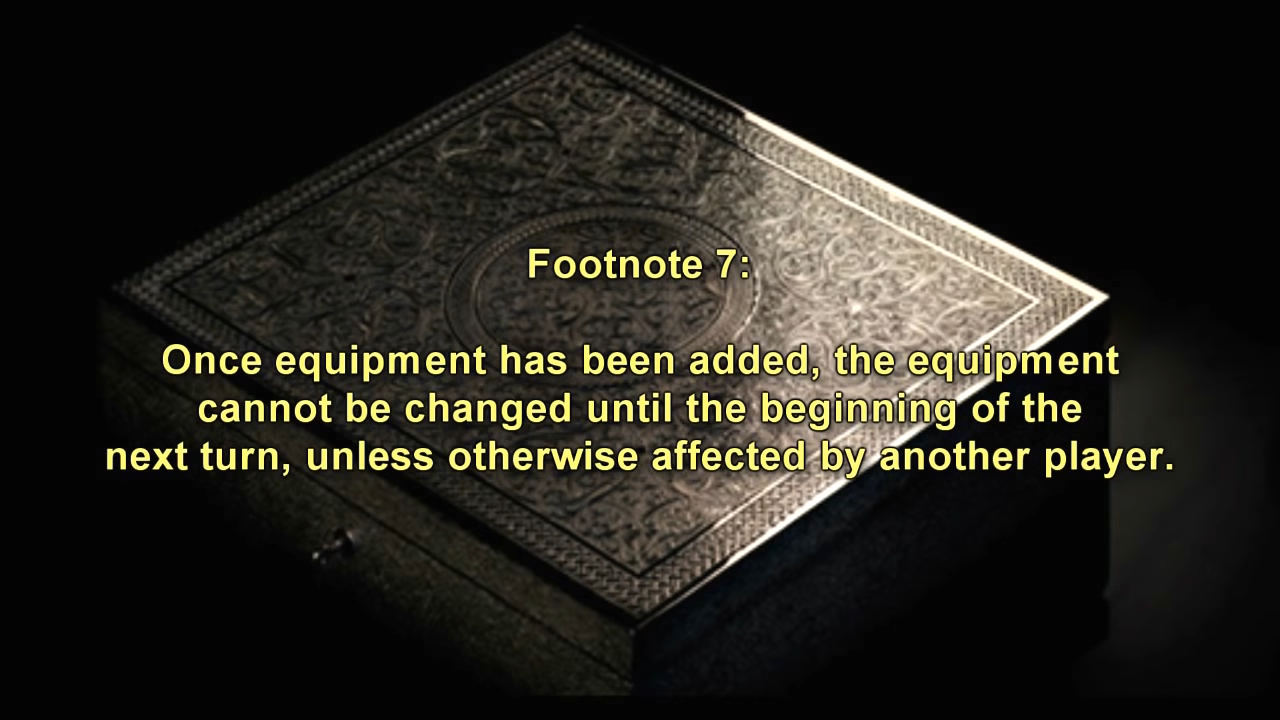 Footnote 7:
Once equipment has been added, the equipment
cannot be changed until the beginning of the
next turn, unless otherwise affected by another player.